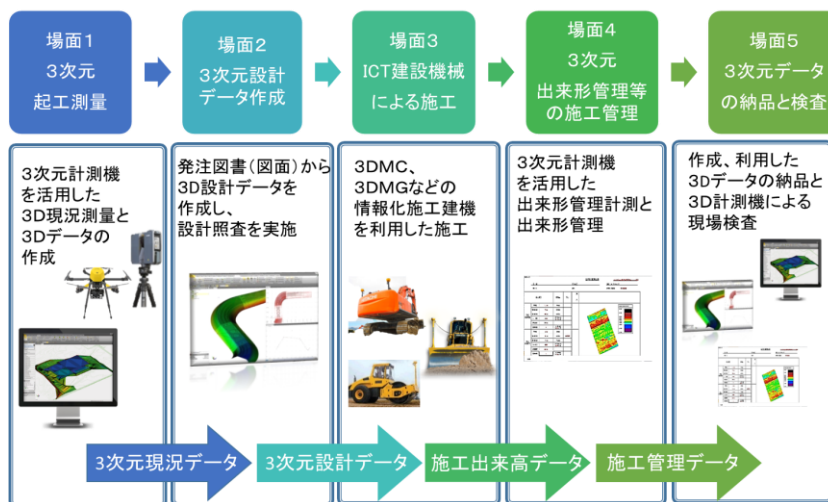 場面1
3次元
起工測量
場面2
3次元設計
データ作成
場面3
ICT建設機械
による施工
場面4
3次元
出来形管理等
の施工管理
場面5
3次元データ
の納品と検査
3次元計測機
を活用した
3D現況測量と
3Dデータの
作成
発注図書(図面)から
3D設計データを
作成し、
設計照査を実施
3DMC、
3DMGなどの
情報化施工建機
を利用した施工
3次元計測機
を活用した
出来形管理計測と
出来形管理
作成、利用した
3Dデータの納品と
3D計測機による
現場検査
3次元現況データ
3次元設計データ
施工出来高データ
施工管理データ